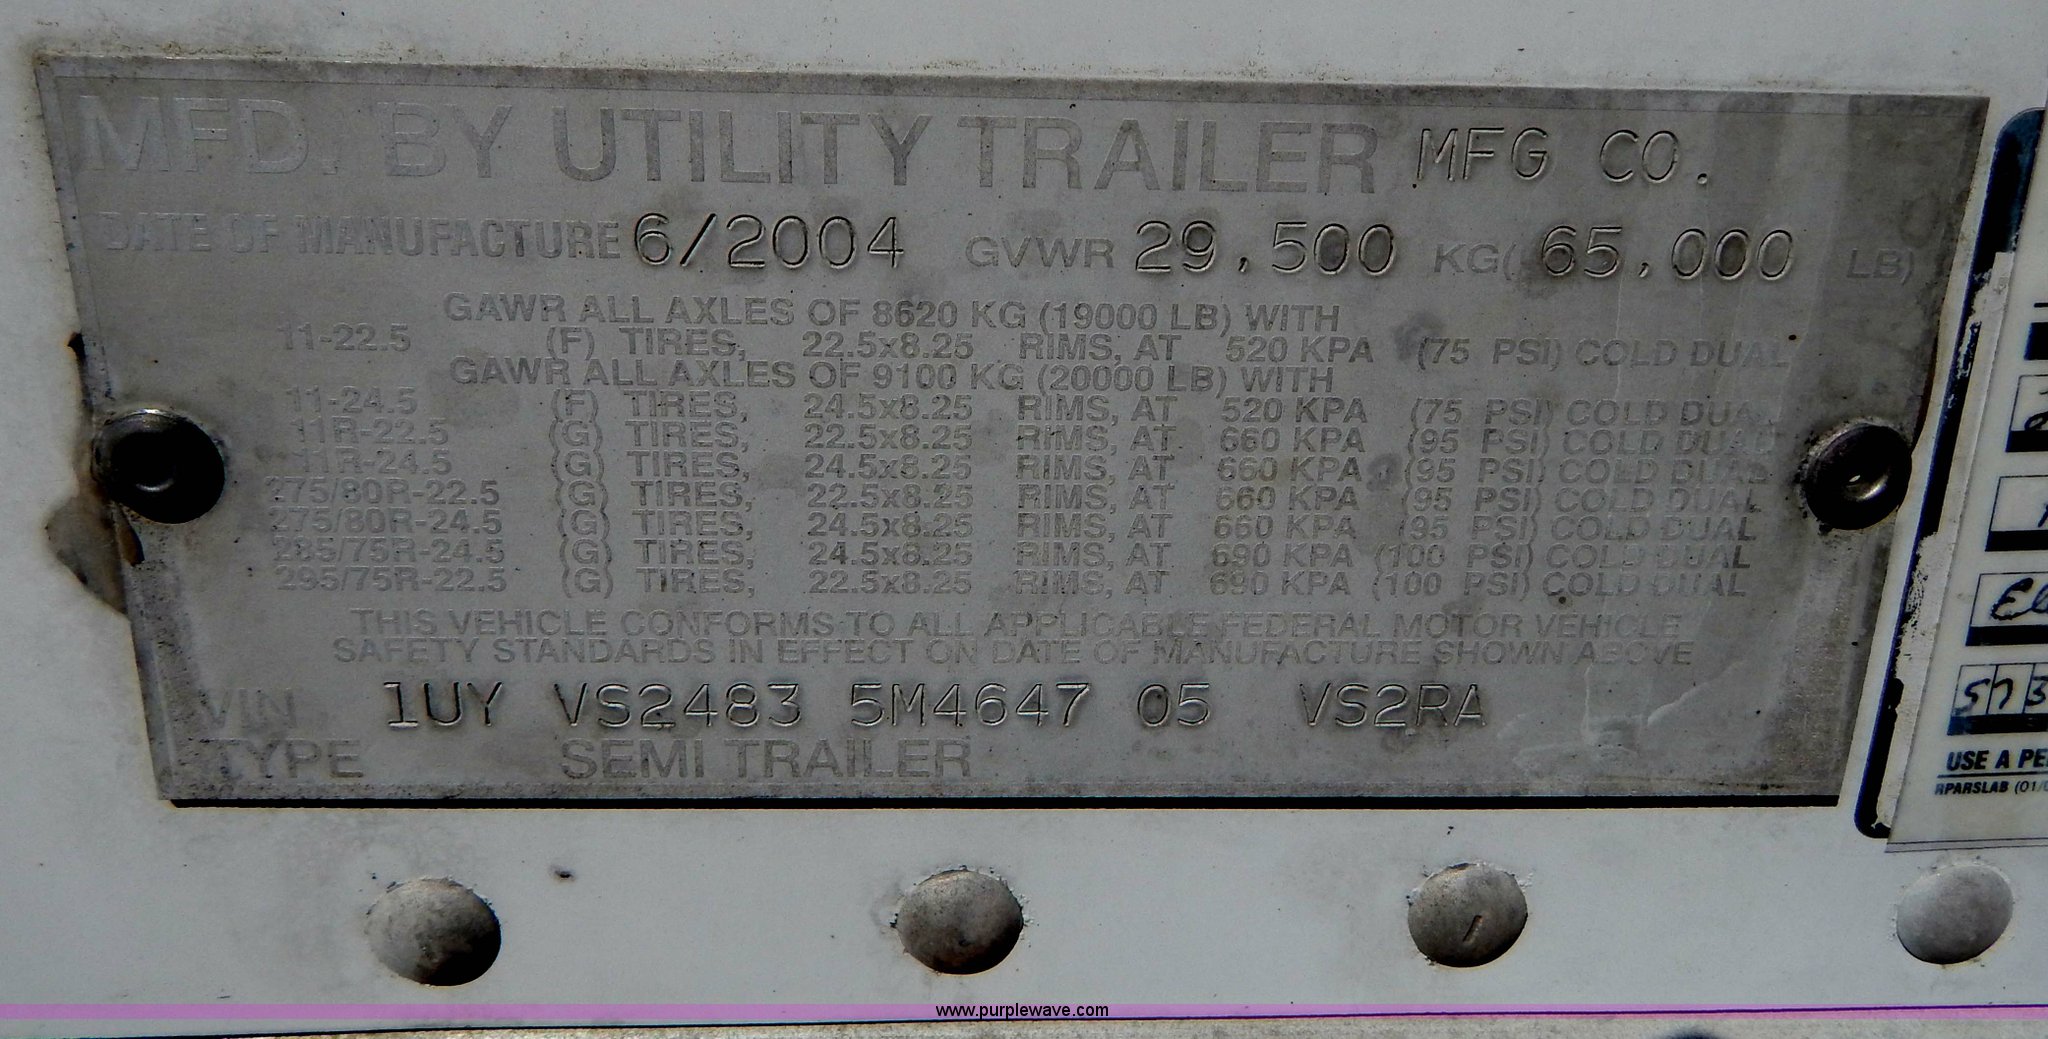 MFD. BY UTILITY TRAILER MFG CO.
DATE OF MANUFACTURE 6/2004 GVWR 29,500 KG( 65,000 LB)
GAWR ALL AXLES OF 8620 KG (19000 LB) WITH
11-22.5 (F) TIRES, 22.5x8.25 RIMS, AT 520 KPA (75 PSI) COLD DUAL
GAWR ALL AXLES OF 9100 KG (20000 LB) WITH
11-24.5 (F) TIRES, 24.5x8.25 RIMS, AT 520 KPA (75 PSI) COLD DUAL
11R-22.5 (G) TIRES, 22.5x8.25 RIMS, AT 660 KPA (95 PSI) COLD DUAL
11R-24.5 (G) TIRES, 24.5x8.25 RIMS, AT 660 KPA (95 PSI) COLD DUAL
275/80R-22.5 (G) TIRES, 22.5x8.25 RIMS, AT 660 KPA (95 PSI) COLD DUAL
275/80R-24.5 (G) TIRES, 24.5x8.25 RIMS, AT 660 KPA (95 PSI) COLD DUAL
285/75R-24.5 (G) TIRES, 24.5x8.25 RIMS, AT 690 KPA (100 PSI) COLD DUAL
295/75R-22.5 (G) TIRES, 22.5x8.25 RIMS, AT 690 KPA (100 PSI) COLD DUAL
THIS VEHICLE CONFORMS TO ALL APPLICABLE FEDERAL MOTOR VEHICLE
SAFETY STANDARDS IN EFFECT ON DATE OF MANUFACTURE SHOWN ABOVE
VIN 1UY VS2483 5M4647 05 VS2RA
TYPE SEMI TRAILER
573
USE A PE
RPARSLAB (01/
www.purplewave.com